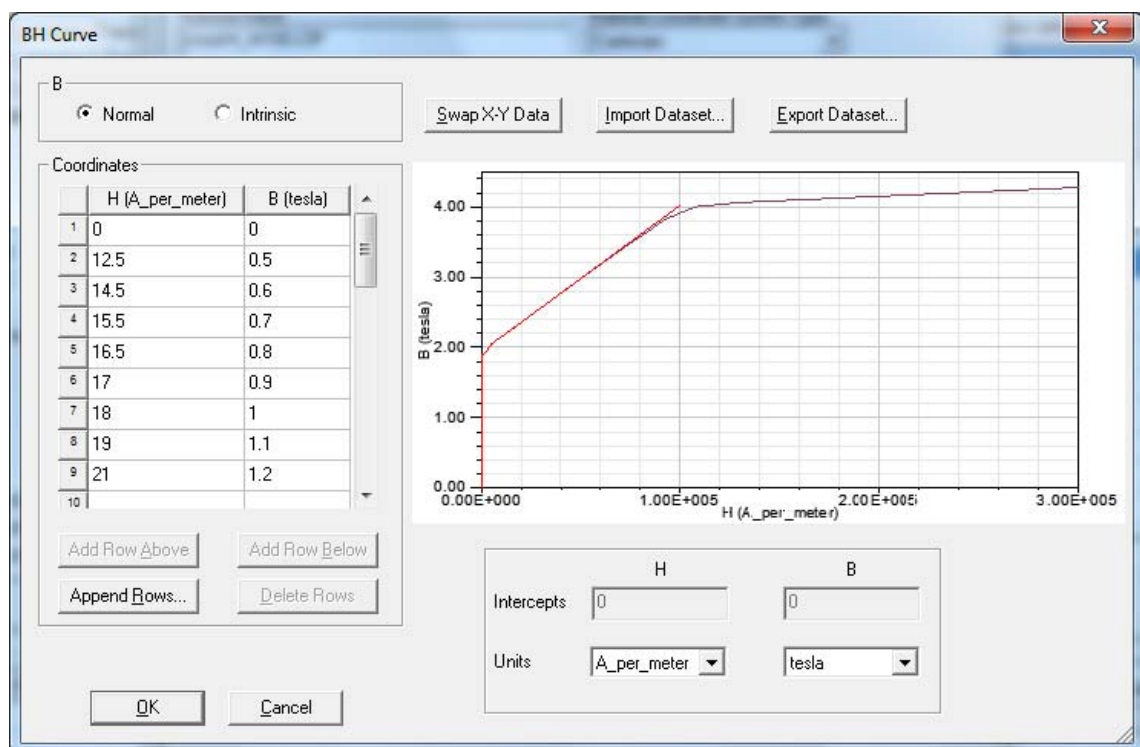 BH Curve
B
Normal
Intrinsic
Swap X-Y Data
Import Dataset...
Export Dataset...
Coordinates
H (A_per_meter) B (tesla)
1 0 0
2 12.5 0.5
3 14.5 0.6
4 15.5 0.7
5 16.5 0.8
6 17 0.9
7 18 1
8 19 1.1
9 21 1.2
10
4.00
3.00
B (tesla)
2.00
1.00
0.00
0.00E+000 1.00E+005 2.00E+005 3.00E+005
H (A_per_meter)
Add Row Above
Add Row Below
Append Rows...
Delete Rows
H B
Intercepts 0 0
Units A_per_meter tesla
OK
Cancel